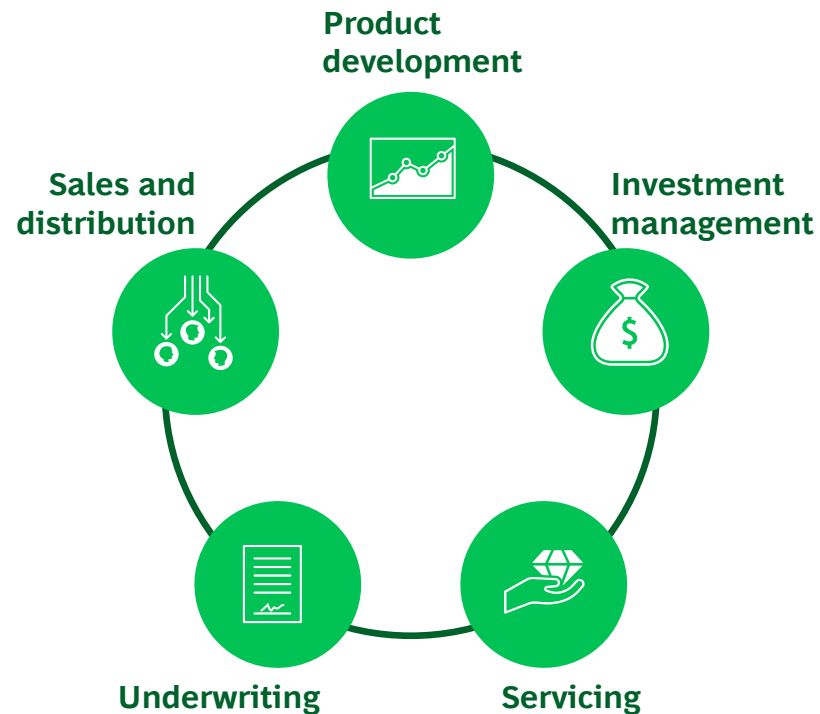 Product
development
Sales and
distribution
Investment
management
$
Underwriting
Servicing